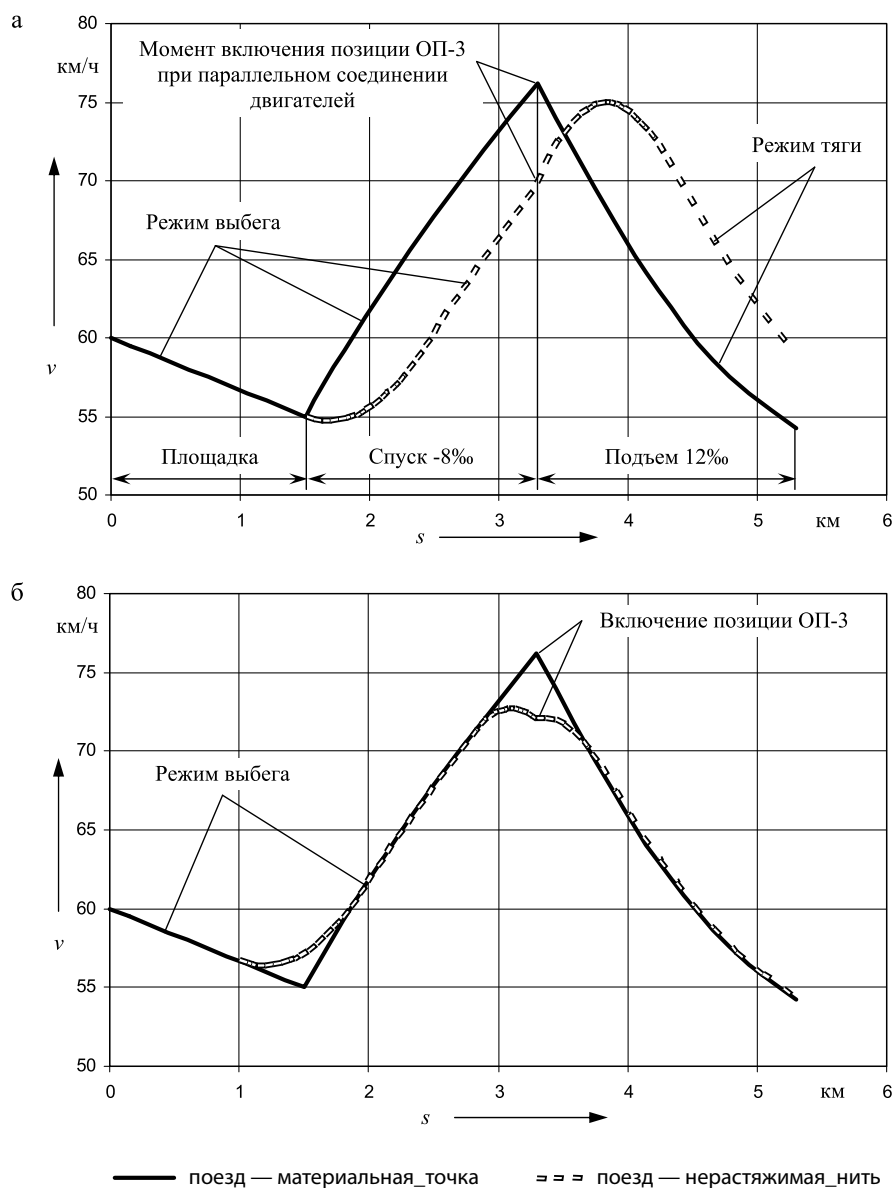 а
80
км/ч
75
70
65
60
v
55
50
Момент включения позиции ОП-3
при параллельном соединении
двигателей
Режим тяги
Режим выбега
Площадка
Спуск -8‰
Подъем 12‰
0
1
2
3
4
5
км
6
s
б
80
км/ч
75
70
65
60
v
55
50
Включение позиции ОП-3
Режим выбега
0
1
2
3
4
5
км
6
s
поезд — материальная_точка
поезд — нерастяжимая_нить